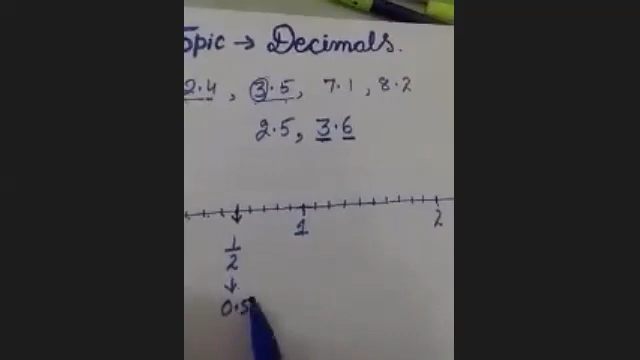 Topic → Decimals.
2.4, 3.5, 7.1, 8.2
2.5, 3.6
1 2
1/2
↓
0.5